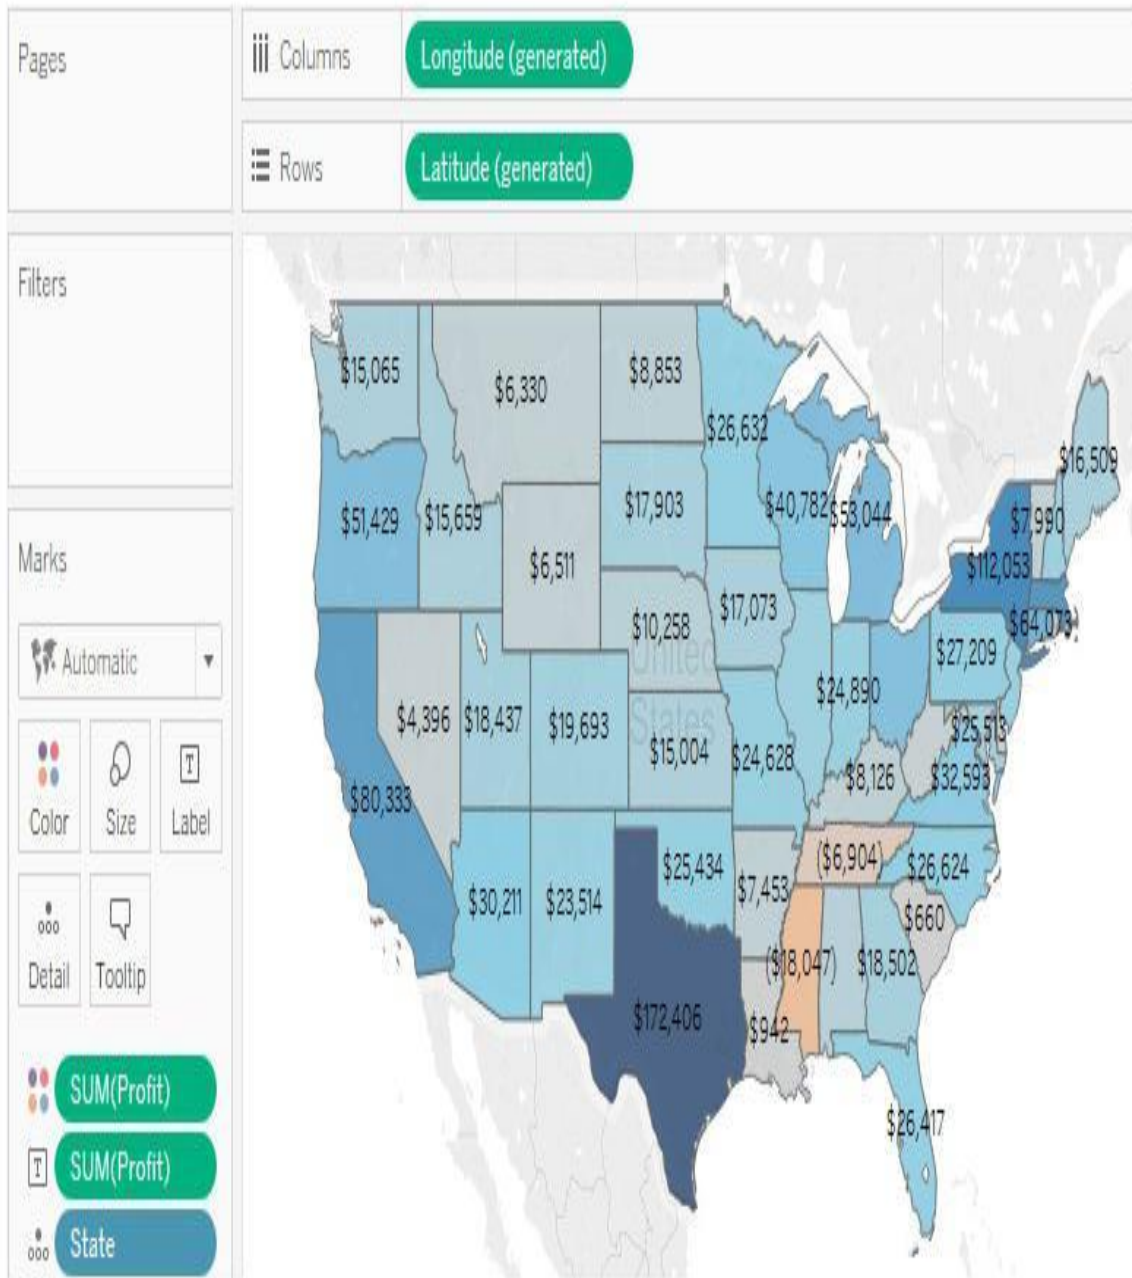 Pages
Columns
Longitude (generated)
Rows
Latitude (generated)
Filters
Marks
Automatic
Color
Size
T
Label
Detail
Tooltip
SUM(Profit)
T
SUM(Profit)
State
$15,065
$6,330
$8,853
$26,632
$16,509
$51,429
$15,659
$17,903
$40,782
$53,044
$7,990
$6,511
$112,053
$17,073
$10,258
$64,073
United
States
$27,209
$4,396
$18,437
$19,693
$24,890
$15,004
$24,628
$25,513
$8,126
$32,593
$80,333
$25,434
($6,904)
$26,624
$7,453
$30,211
$23,514
$660
($18,047)
$18,502
$172,406
$942
$26,417